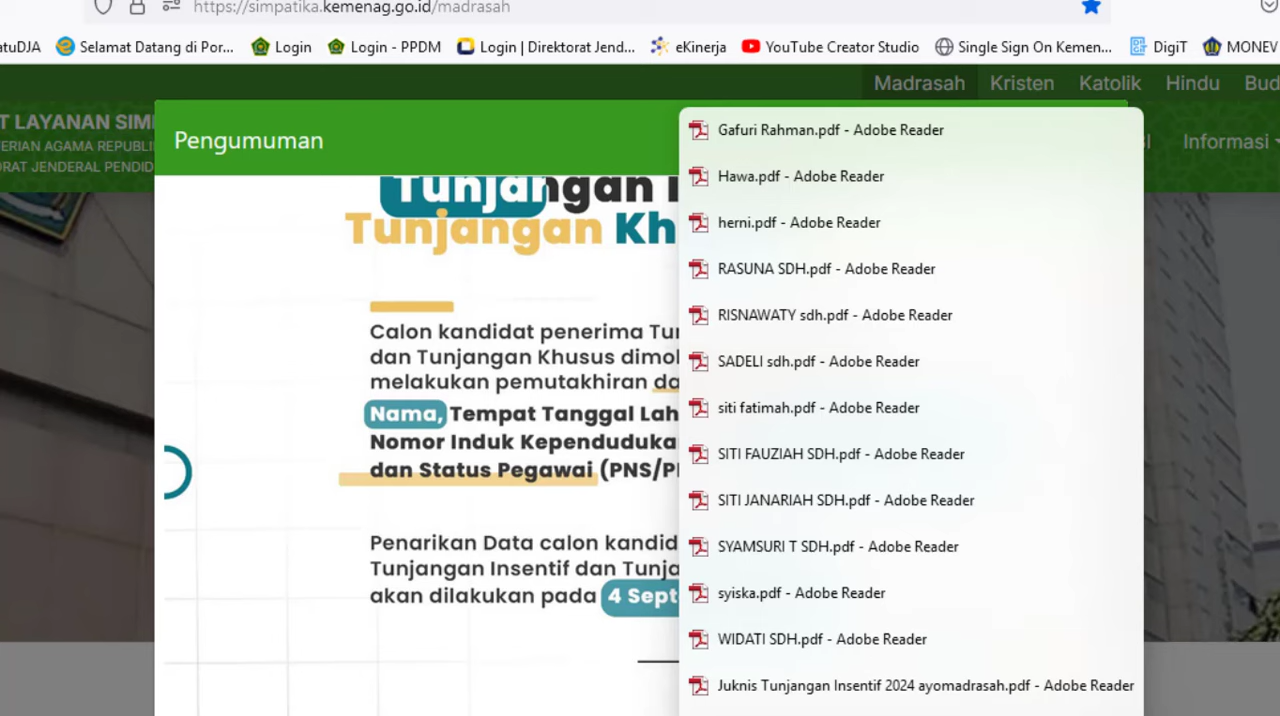 https://simpatika.kemenag.go.id/madrasah
atuDJA
Selamat Datang di Por...
Login
Login - PPDM
Login | Direktorat Jend...
eKinerja
YouTube Creator Studio
Single Sign On Kemen...
DigiT
MONEV
Madrasah
Kristen
Katolik
Hindu
Bud
T LAYANAN SIM
ERIAN AGAMA REPUBLI
ORAT JENDERAL PENDID
Pengumuman
Informasi
Tunjangan
Tunjangan Kh
Calon kandidat penerima Tu
dan Tunjangan Khusus dimo
melakukan pemutakhiran da
Nama, Tempat Tanggal Lah
Nomor Induk Kependuduka
dan Status Pegawai (PNS/P
Penarikan Data calon kandid
Tunjangan Insentif dan Tunja
akan dilakukan pada 4 Sept
Gafuri Rahman.pdf - Adobe Reader
Hawa.pdf - Adobe Reader
herni.pdf - Adobe Reader
RASUNA SDH.pdf - Adobe Reader
RISNAWATY sdh.pdf - Adobe Reader
SADELI sdh.pdf - Adobe Reader
siti fatimah.pdf - Adobe Reader
SITI FAUZIAH SDH.pdf - Adobe Reader
SITI JANARIAH SDH.pdf - Adobe Reader
SYAMSURI T SDH.pdf - Adobe Reader
syiska.pdf - Adobe Reader
WIDATI SDH.pdf - Adobe Reader
Juknis Tunjangan Insentif 2024 ayomadrasah.pdf - Adobe Reader